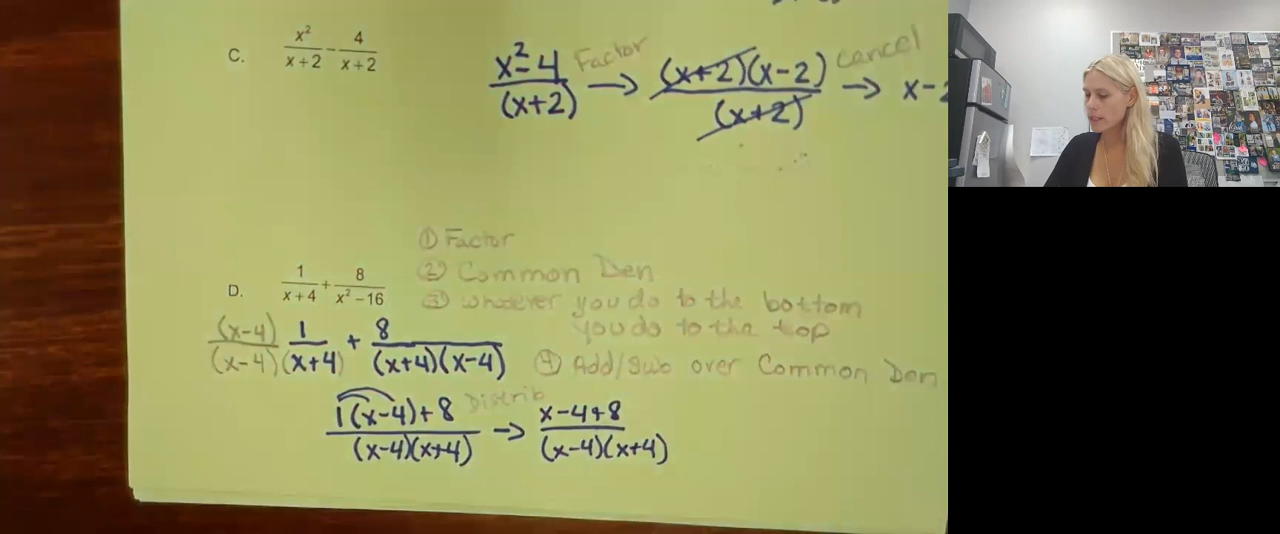 C. x²/x+2 - 4/x+2
x²-4/(x+2) Factor → (x+2)(x-2)/(x+2) Cancel → x-
① Factor
② Common Den
D. 1/x+4 + 8/x²-16
③ whatever you do to the bottom
you do to the top
(x-4)/(x-4) 1/(x+4) + 8/(x+4)(x-4)
④ Add/Sub over Common Den
1(x-4)+8/(x-4)(x+4) Distrib → x-4+8/(x-4)(x+4)